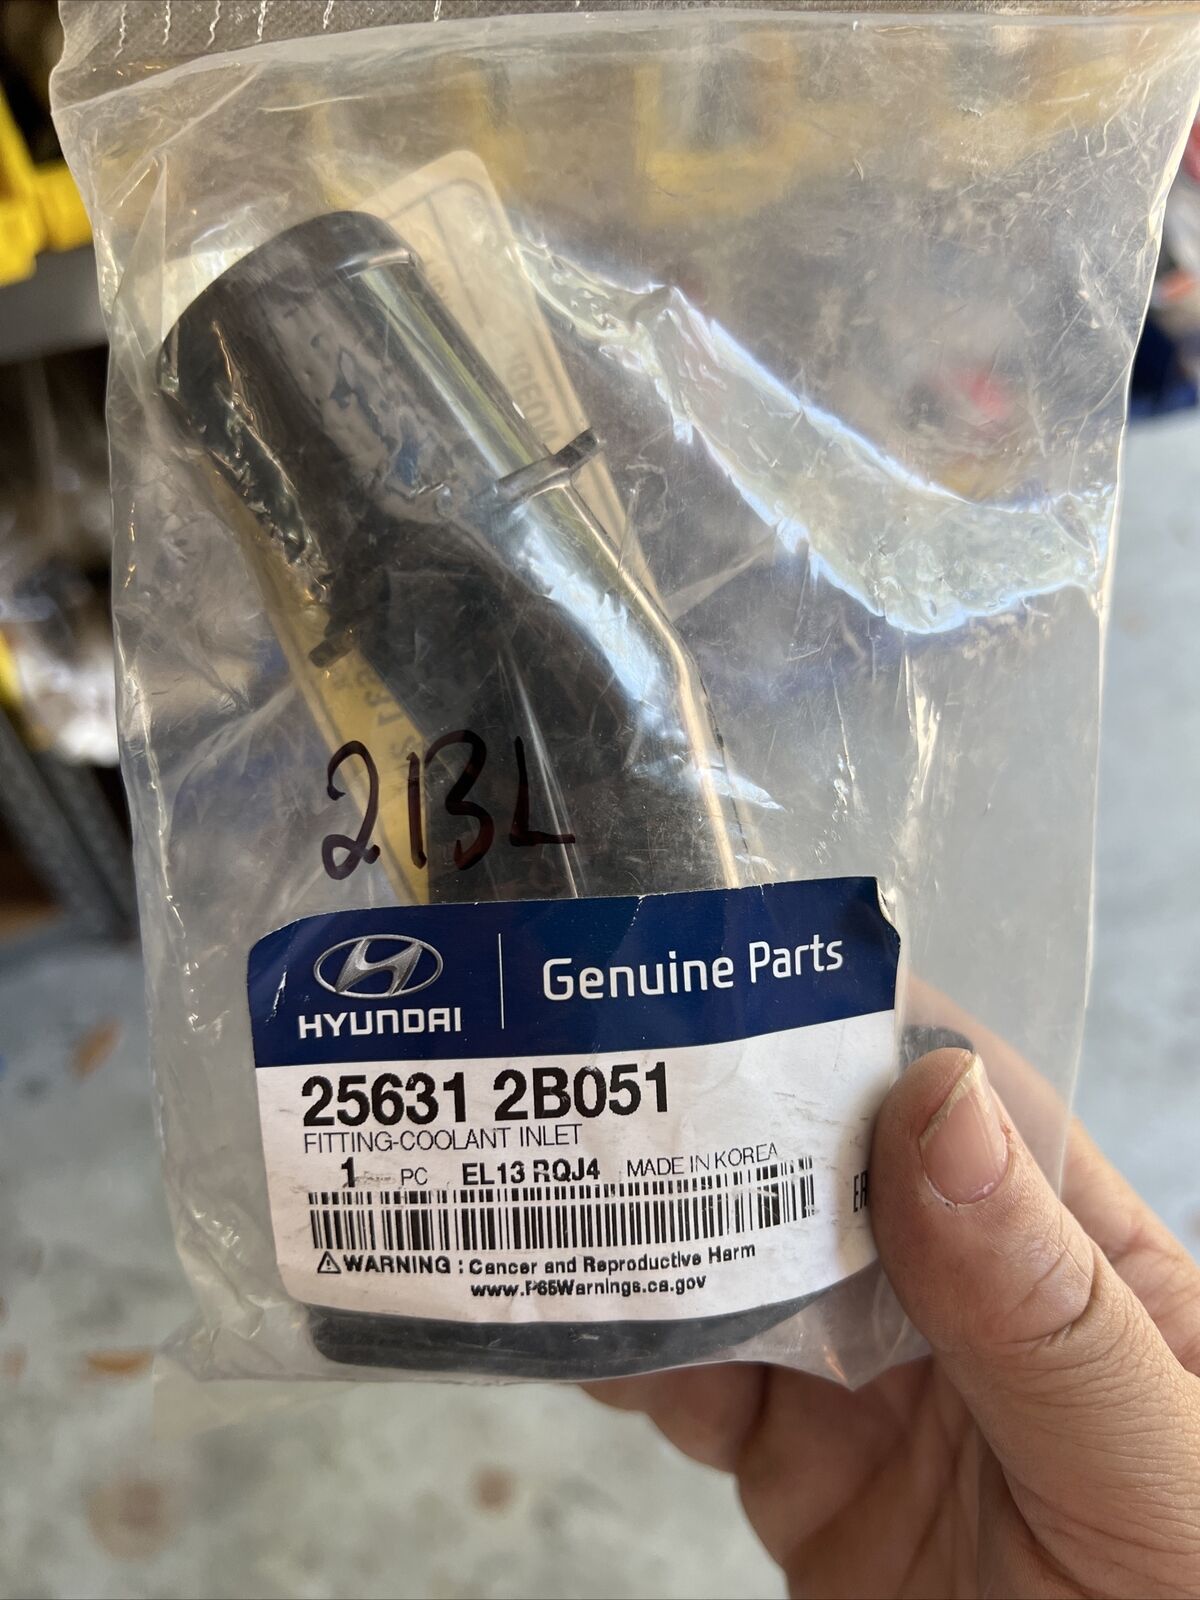 213L
HYUNDAI
Genuine Parts
25631 2B051
FITTING-COOLANT INLET
1 PC EL13 RQJ4 MADE IN KOREA
WARNING : Cancer and Reproductive Harm
www.P65Warnings.ca.gov